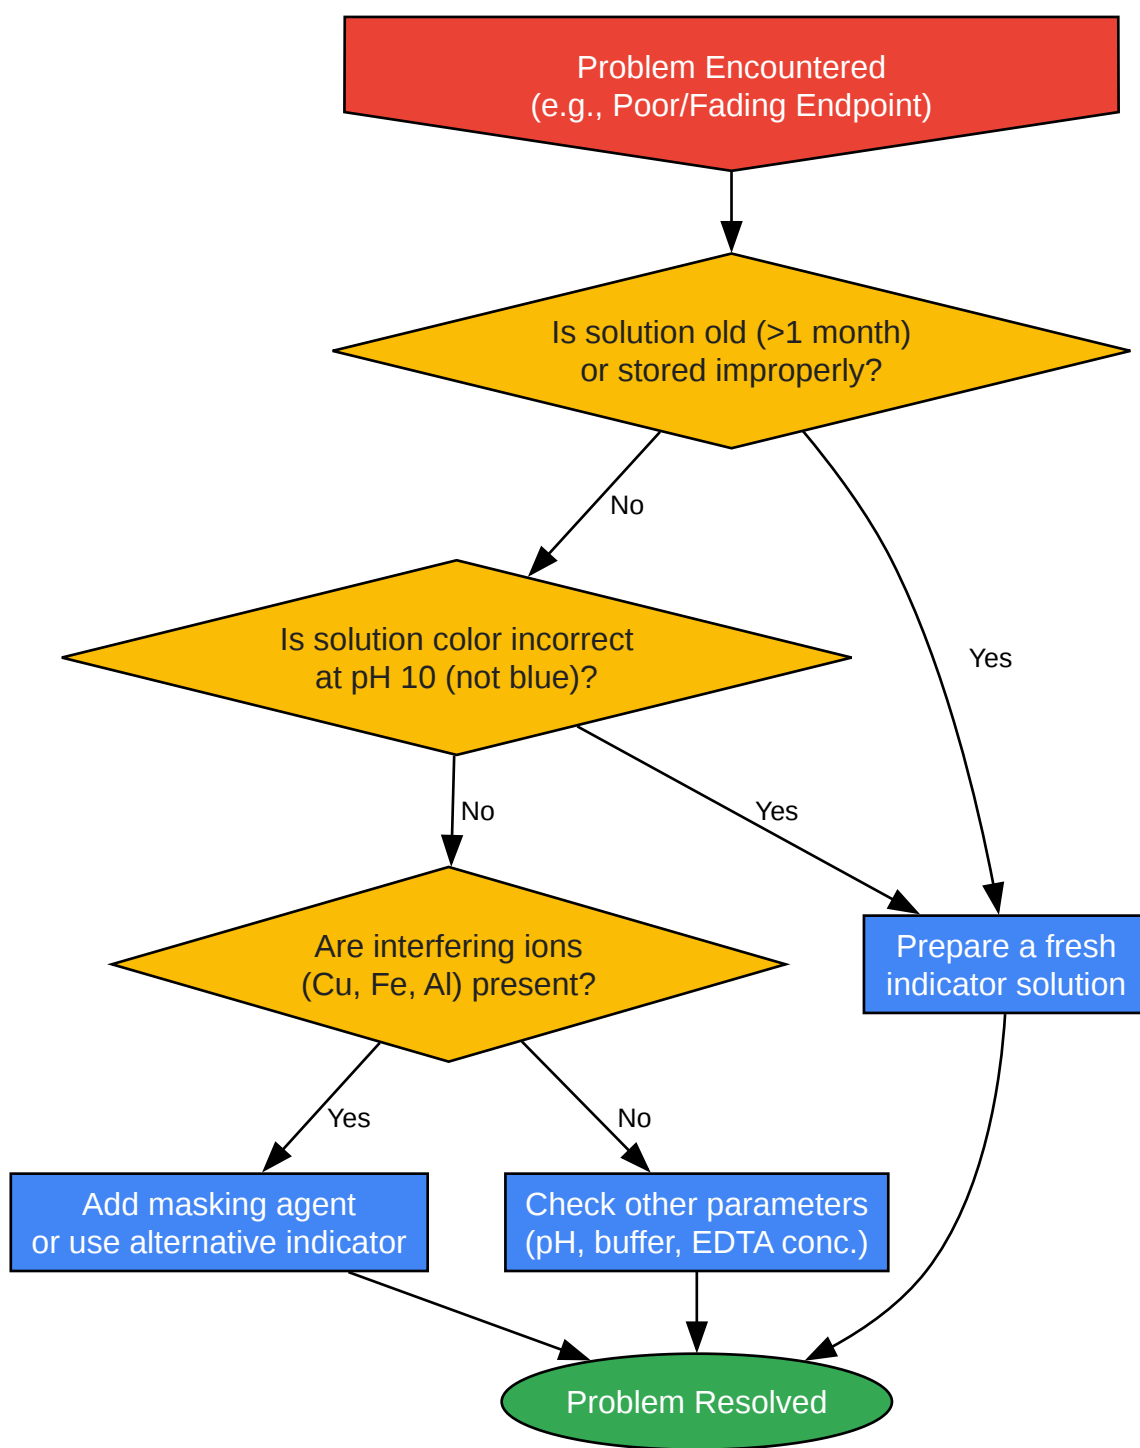 Problem Encountered
(e.g., Poor/Fading Endpoint)
Is solution old (>1 month)
or stored improperly?
No
Yes
Is solution color incorrect
at pH 10 (not blue)?
No
Yes
Are interfering ions
(Cu, Fe, Al) present?
Prepare a fresh
indicator solution
Yes
No
Add masking agent
or use alternative indicator
Check other parameters
(pH, buffer, EDTA conc.)
Problem Resolved